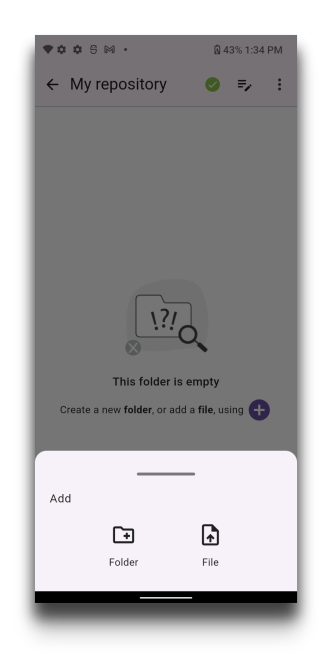 43% 1:34 PM
My repository
!?!
This folder is empty
Create a new folder, or add a file, using
Add
Folder
File